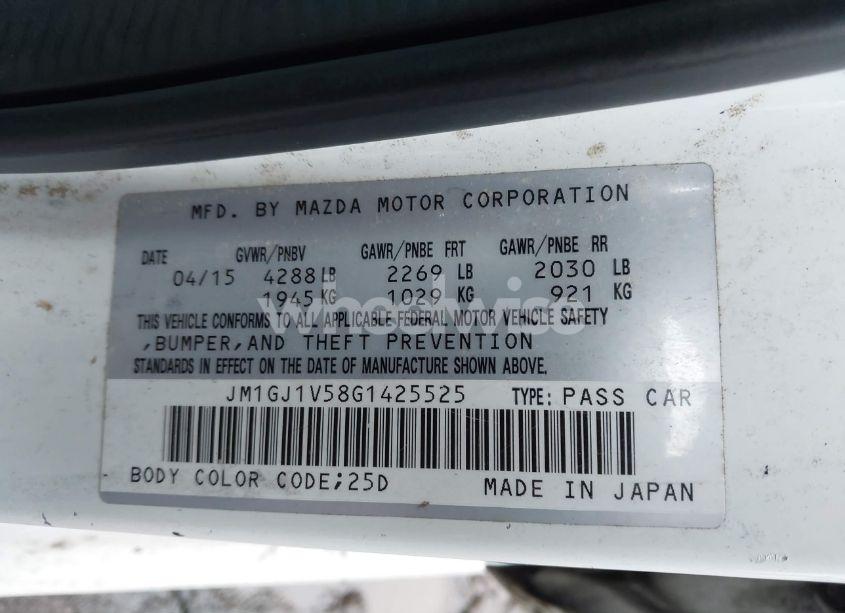 MFD. BY MAZDA MOTOR CORPORATION
DATE GVWR/PNBV GAWR/PNBE FRT GAWR/PNBE RR
04/15 4288 LB 2269 LB 2030 LB
1945 KG 1029 KG 921 KG
wheelwise
THIS VEHICLE CONFORMS TO ALL APPLICABLE FEDERAL MOTOR VEHICLE SAFETY
,BUMPER,AND THEFT PREVENTION
STANDARDS IN EFFECT ON THE DATE OF MANUFACTURE SHOWN ABOVE.
JM1GJ1V58G1425525 TYPE: PASS CAR
BODY COLOR CODE;25D MADE IN JAPAN